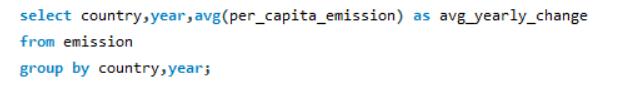 select country,year,avg(per_capita_emission) as avg_yearly_change
from emission
group by country,year;